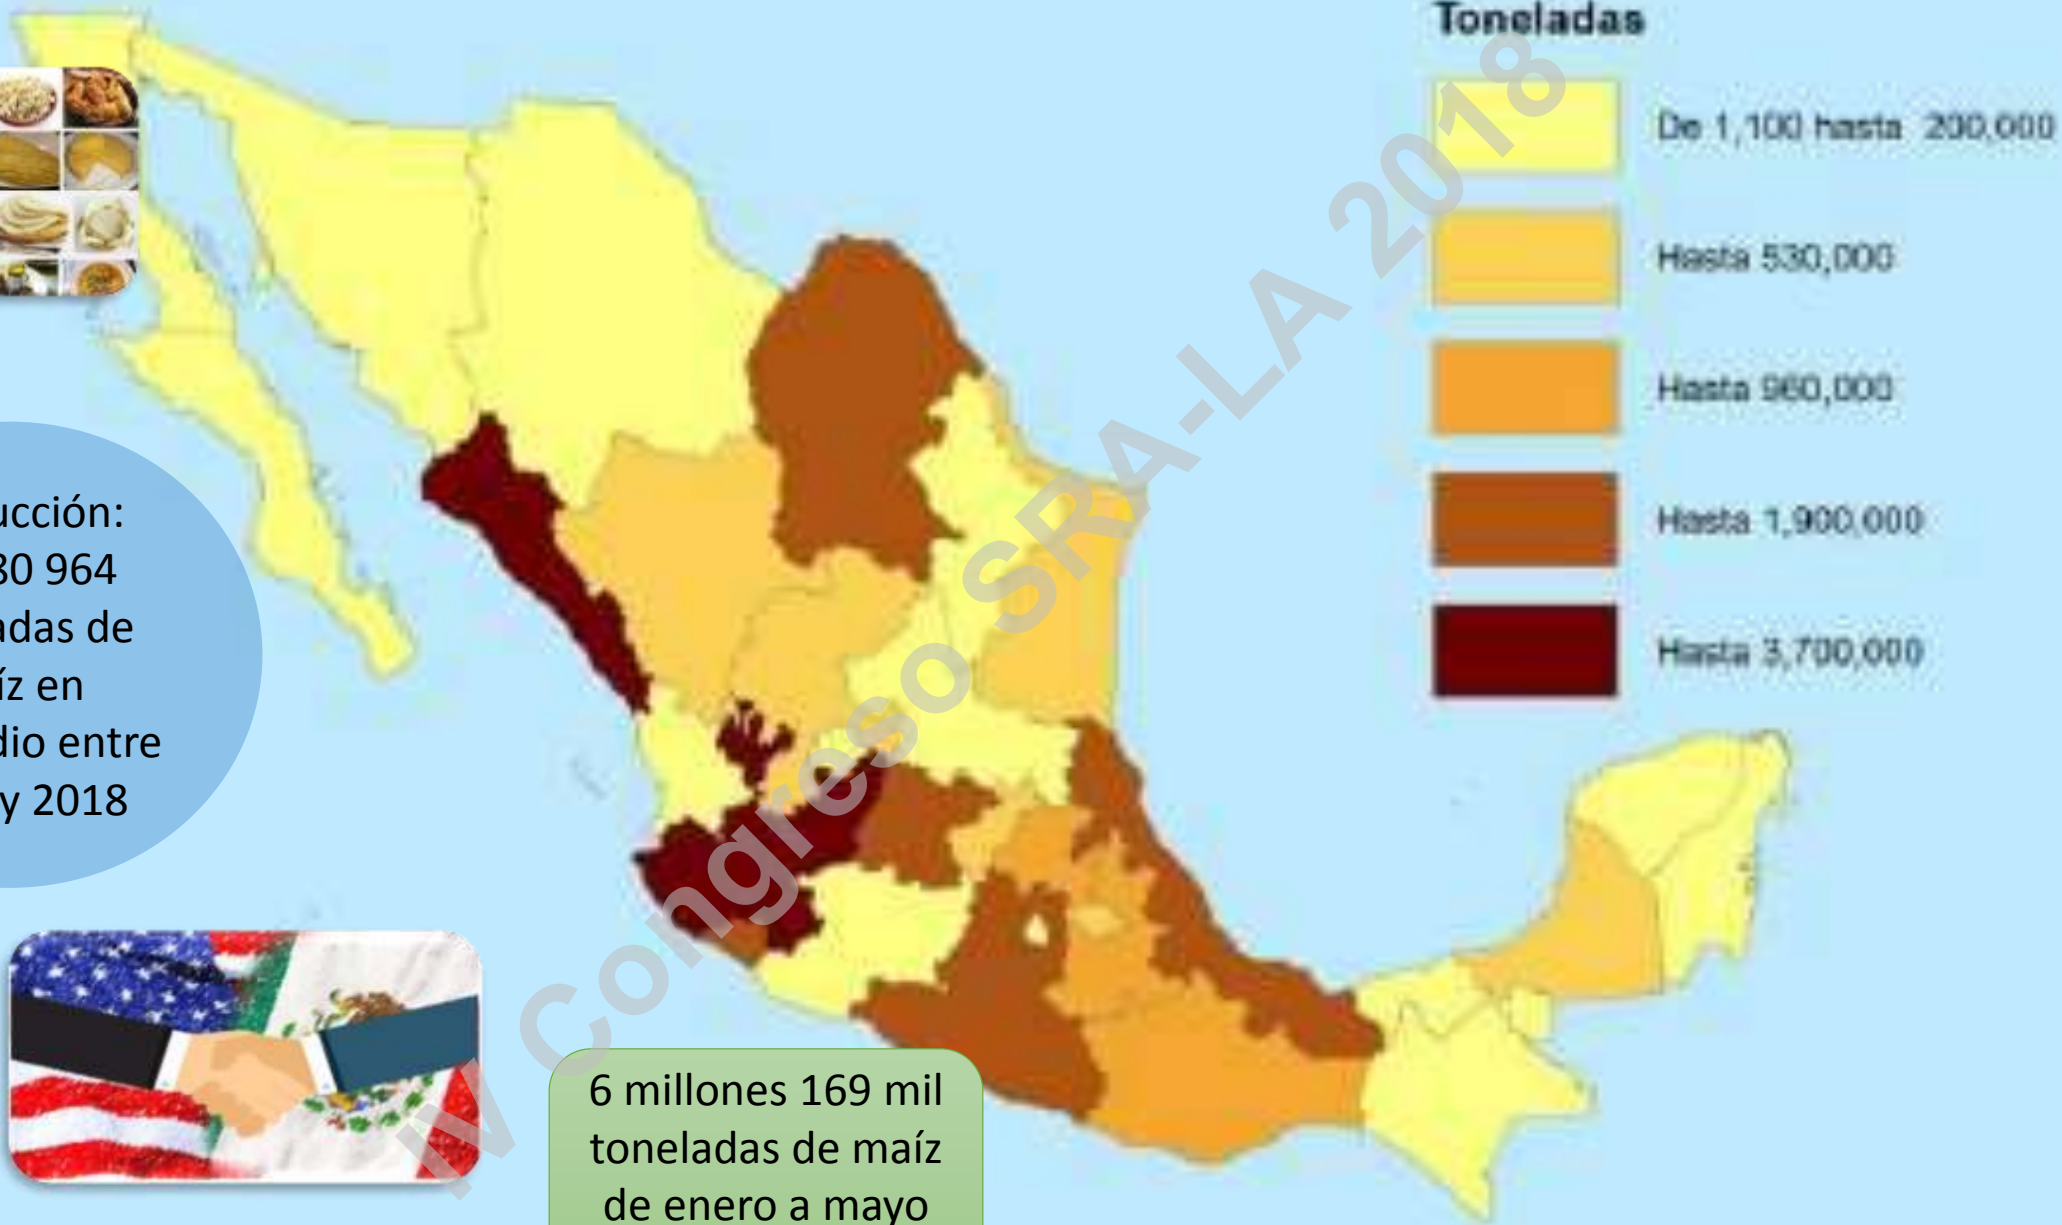 Toneladas
De 1,100 hasta 200,000
Hasta 530,000
Hasta 960,000
Hasta 1,900,000
Hasta 3,700,000
ucción:
80 964
adas de
íz en
dio entre
y 2018
6 millones 169 mil
toneladas de maíz
de enero a mayo
IV Congreso SRA-LA 2018